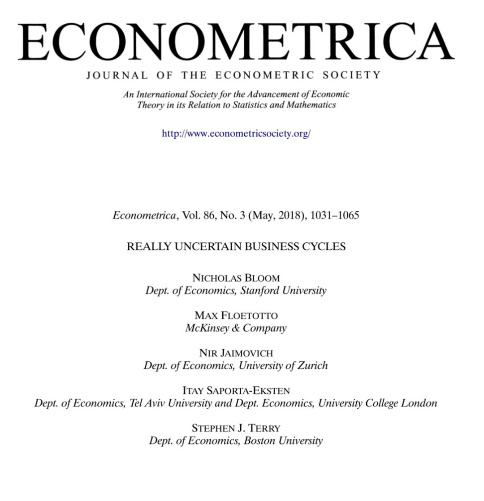 ECONOMETRICA
JOURNAL OF THE ECONOMETRIC SOCIETY
An International Society for the Advancement of Economic
Theory in its Relation to Statistics and Mathematics
http://www.econometricsociety.org/
Econometrica, Vol. 86, No. 3 (May, 2018), 1031–1065
REALLY UNCERTAIN BUSINESS CYCLES
NICHOLAS BLOOM
Dept. of Economics, Stanford University
MAX FLOETOTTO
McKinsey & Company
NIR JAIMOVICH
Dept. of Economics, University of Zurich
ITAY SAPORTA-EKSTEN
Dept. of Economics, Tel Aviv University and Dept. Economics, University College London
STEPHEN J. TERRY
Dept. of Economics, Boston University